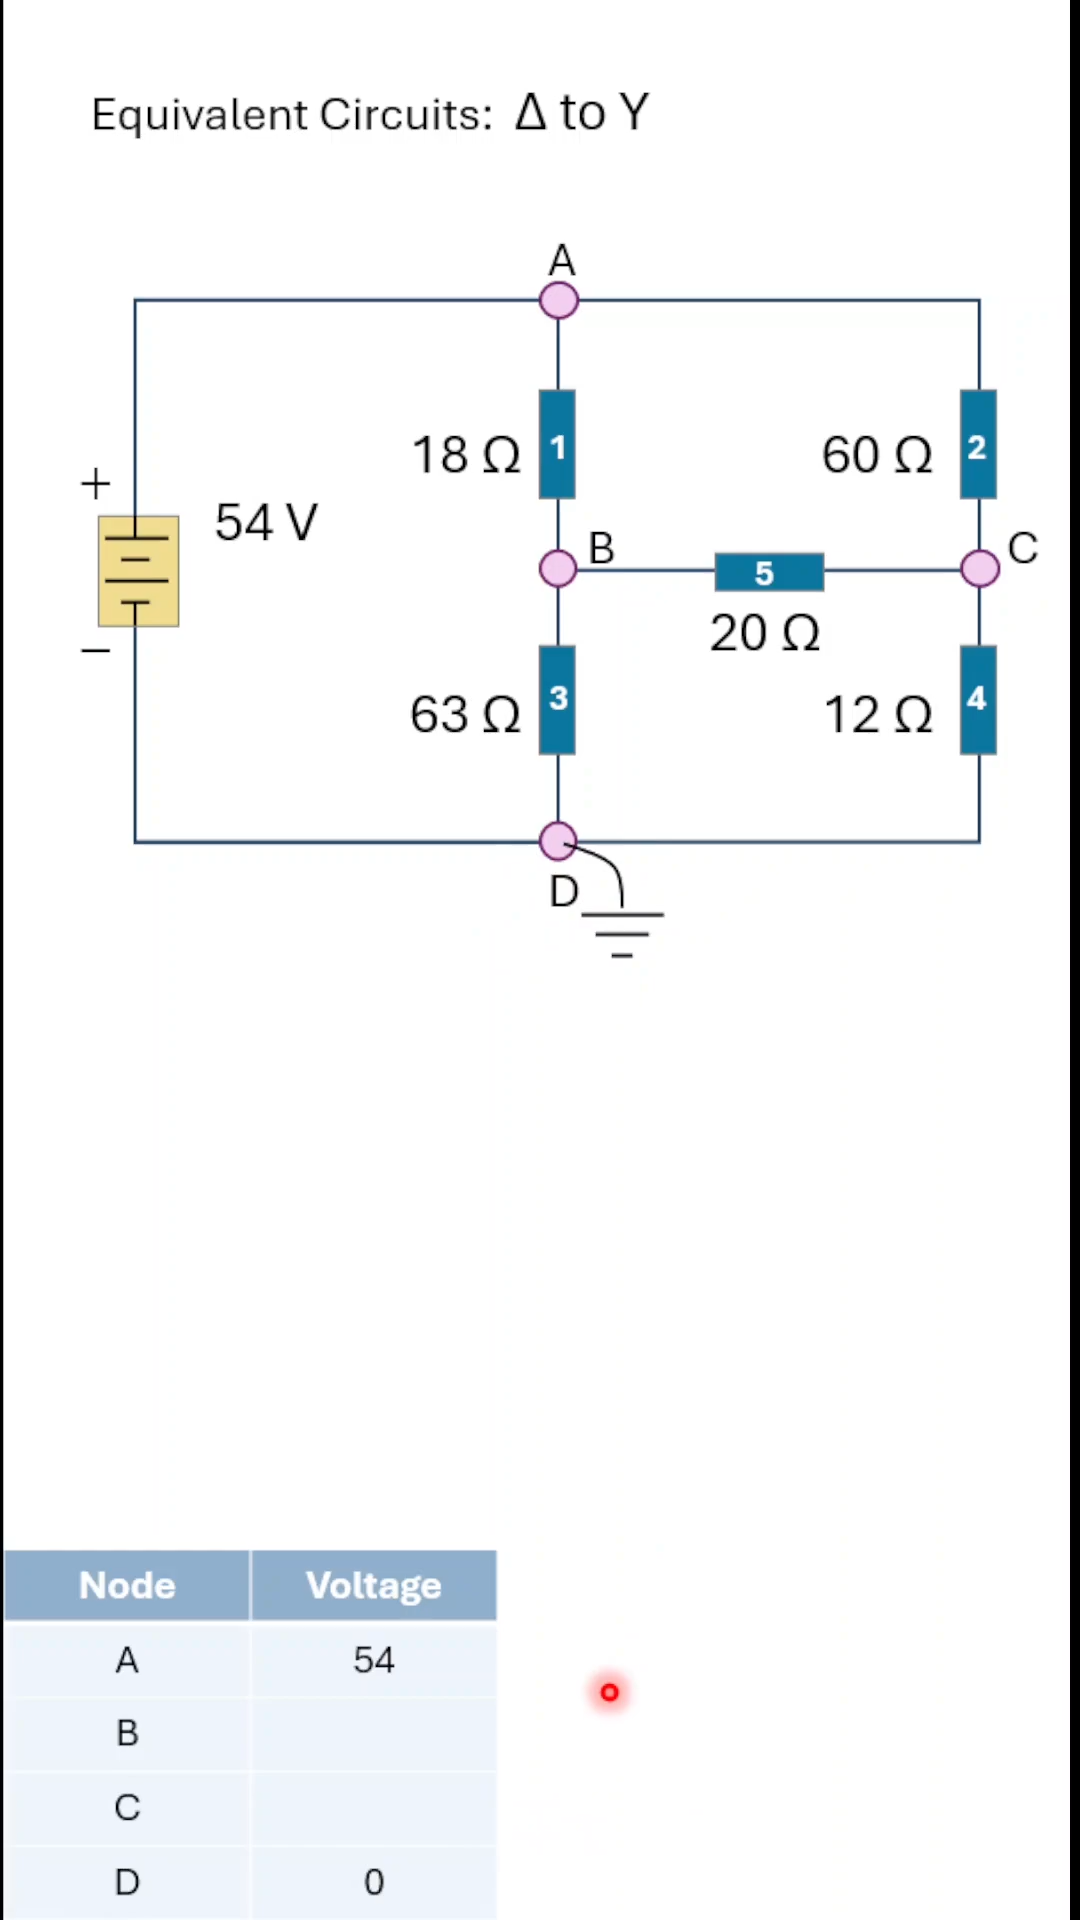 Equivalent Circuits: Δ to Y
A
18 Ω 1
60 Ω 2
+
54 V
B
C
5
20 Ω
−
63 Ω 3
12 Ω 4
D
Node Voltage
A 54
B
C
D 0